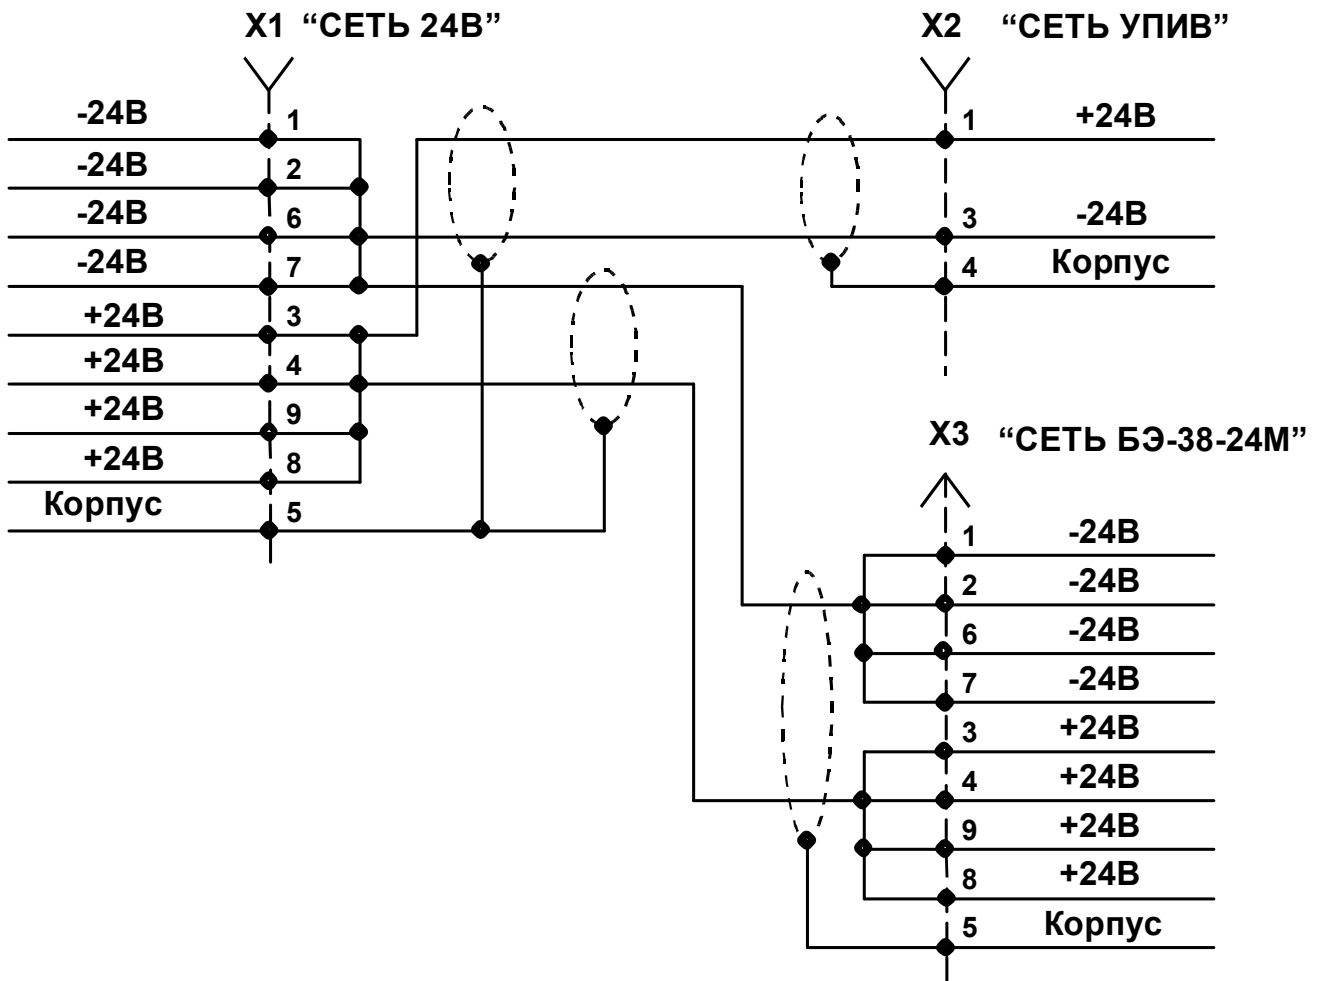 X1 “СЕТЬ 24В”
-24В 1
-24В 2
-24В 6
-24В 7
+24В 3
+24В 4
+24В 9
+24В 8
Корпус 5
X2 “СЕТЬ УПИВ”
1 +24В
3 -24В
4 Корпус
X3 “СЕТЬ БЭ-38-24М”
1 -24В
2 -24В
6 -24В
7 -24В
3 +24В
4 +24В
9 +24В
8 +24В
5 Корпус